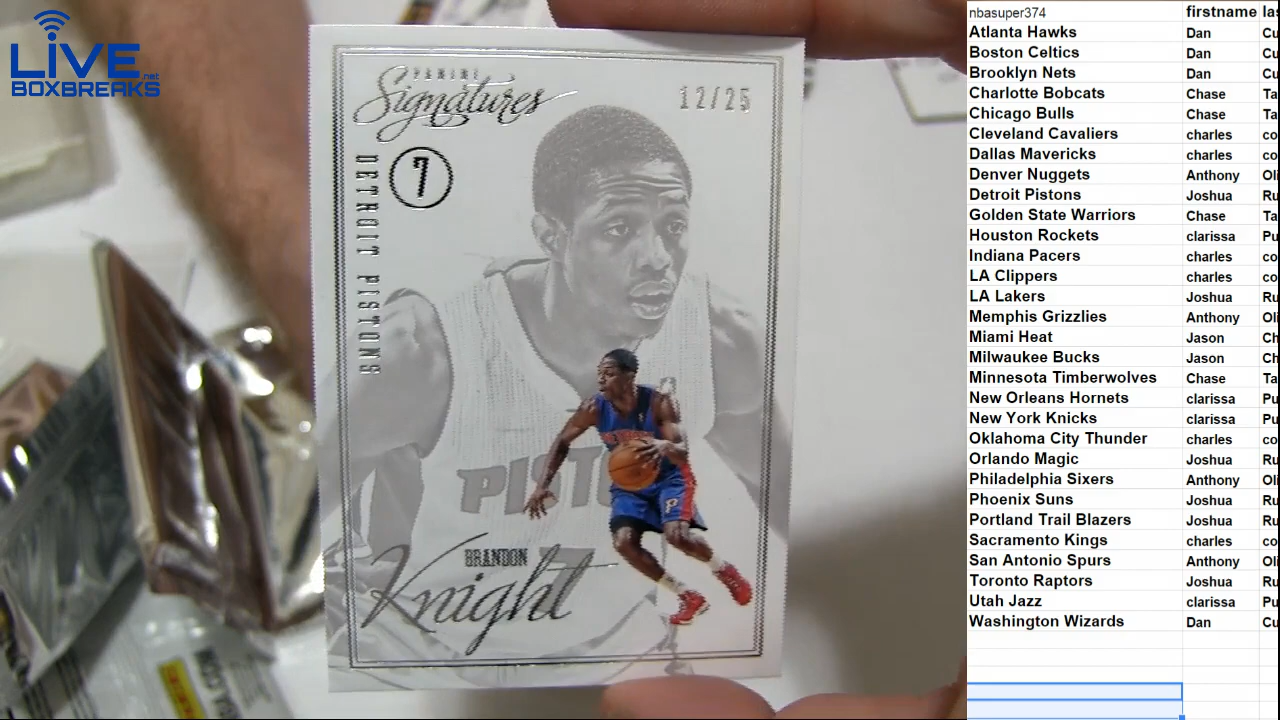 LIVE
.net
BOXBREAKS
PANINI
Signatures
12/25
7
DETROIT PISTONS
PISTO
BRANDON
Knight
nbasuper374 firstname las
Atlanta Hawks Dan Cu
Boston Celtics Dan Cu
Brooklyn Nets Dan Cu
Charlotte Bobcats Chase Ta
Chicago Bulls Chase Ta
Cleveland Cavaliers charles co
Dallas Mavericks charles co
Denver Nuggets Anthony Oli
Detroit Pistons Joshua Ru
Golden State Warriors Chase Ta
Houston Rockets clarissa Pu
Indiana Pacers charles co
LA Clippers charles co
LA Lakers Joshua Ru
Memphis Grizzlies Anthony Oli
Miami Heat Jason Ch
Milwaukee Bucks Jason Ch
Minnesota Timberwolves Chase Ta
New Orleans Hornets clarissa Pu
New York Knicks clarissa Pu
Oklahoma City Thunder charles co
Orlando Magic Joshua Ru
Philadelphia Sixers Anthony Oli
Phoenix Suns Joshua Ru
Portland Trail Blazers Joshua Ru
Sacramento Kings charles co
San Antonio Spurs Anthony Oli
Toronto Raptors Joshua Ru
Utah Jazz clarissa Pu
Washington Wizards Dan Cu